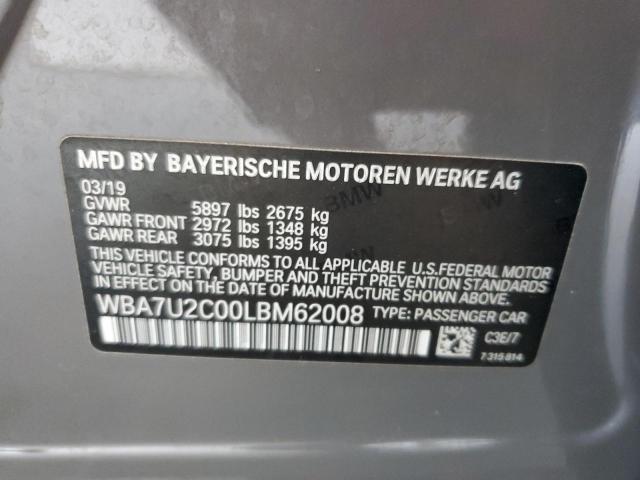 MFD BY BAYERISCHE MOTOREN WERKE AG
03/19
GVWR 5897 lbs 2675 kg
GAWR FRONT 2972 lbs 1348 kg
GAWR REAR 3075 lbs 1395 kg
THIS VEHICLE CONFORMS TO ALL APPLICABLE U.S.FEDERAL MOTOR
VEHICLE SAFETY, BUMPER AND THEFT PREVENTION STANDARDS
IN EFFECT ON THE DATE OF MANUFACTURE SHOWN ABOVE.
WBA7U2C00LBM62008 TYPE: PASSENGER CAR
C3E/7
7 315 814
BMW